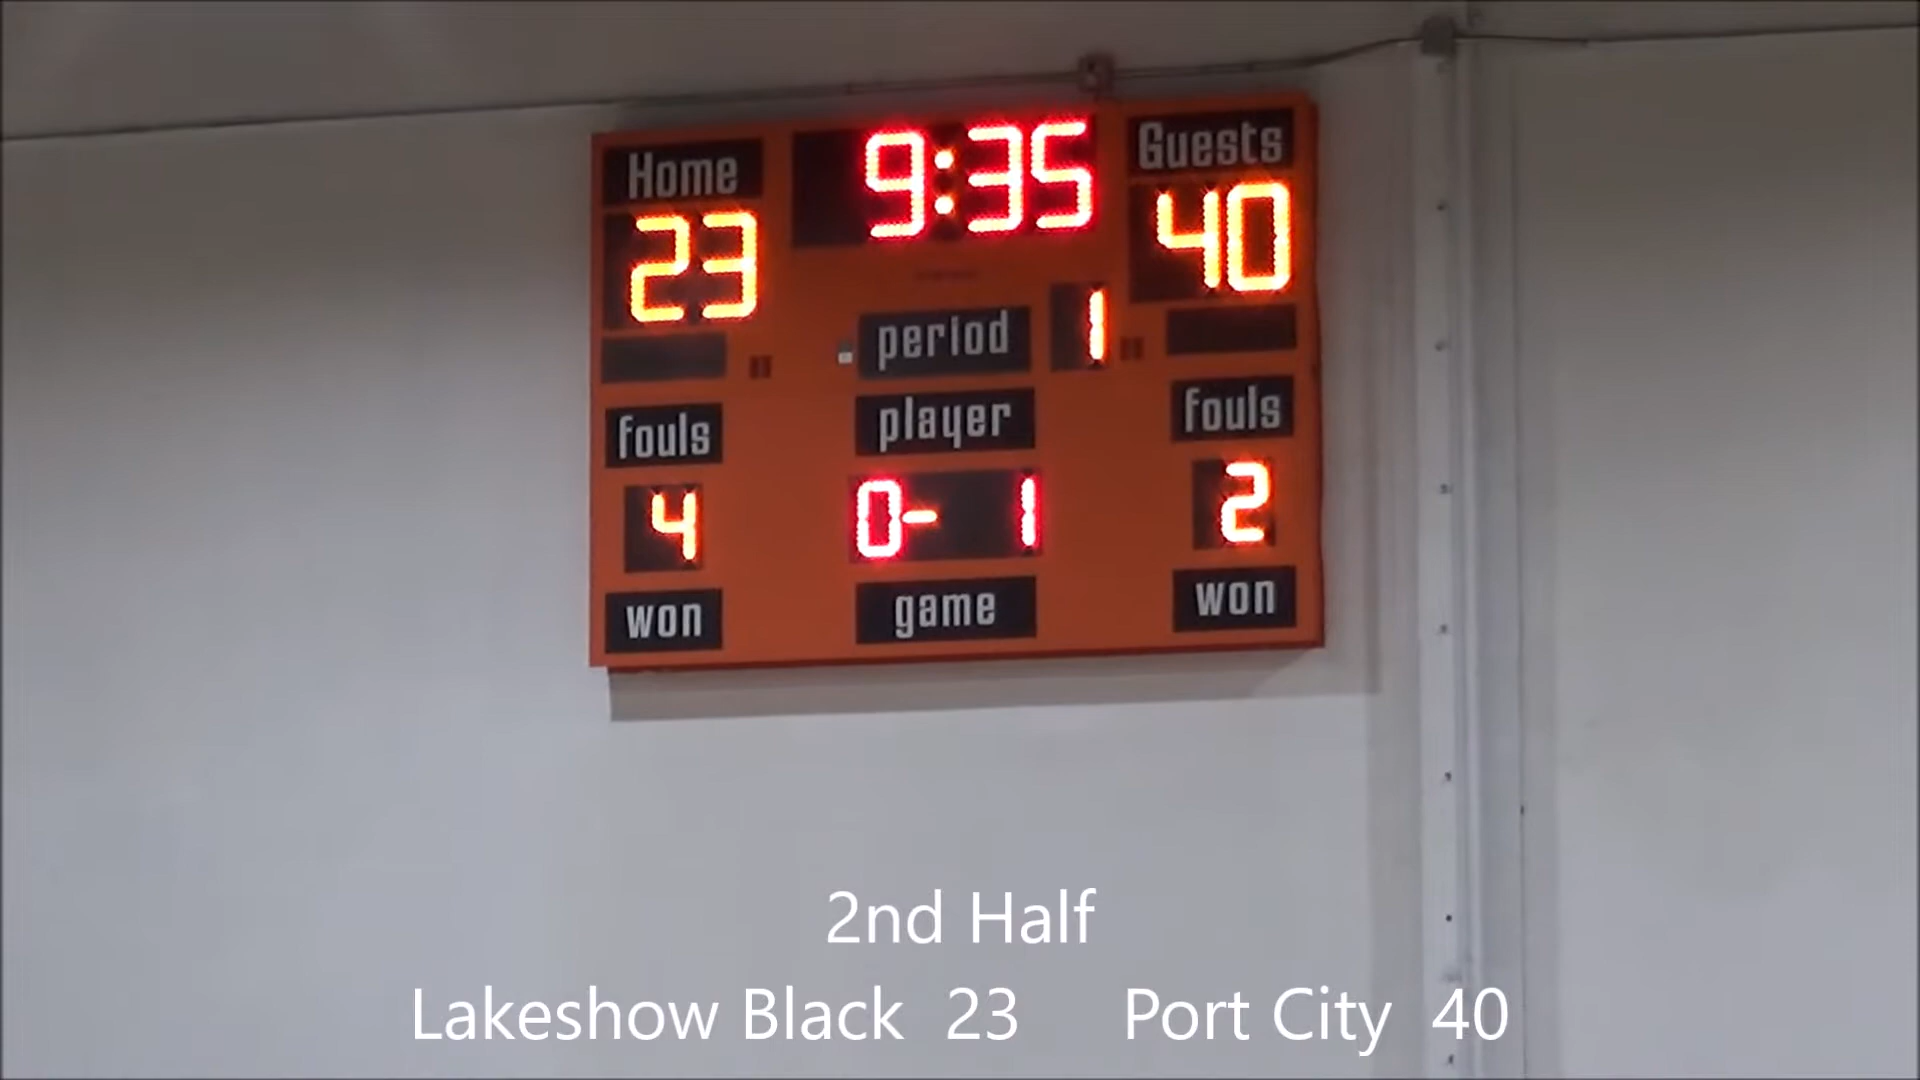 Home 9:35 Guests
23 40
period 1
fouls player fouls
4 0- 1 2
won game won
2nd Half
Lakeshow Black 23 Port City 40